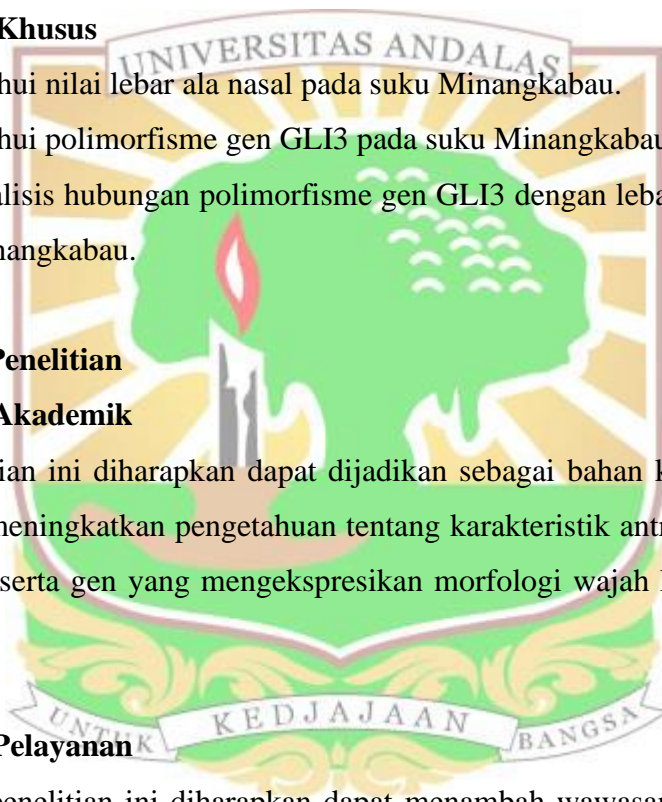 Khusus
UNIVERSITAS ANDALAS
hui nilai lebar ala nasal pada suku Minangkabau.
hui polimorfisme gen GLI3 pada suku Minangkabau
alisis hubungan polimorfisme gen GLI3 dengan leba
nangkabau.
Penelitian
Akademik
ian ini diharapkan dapat dijadikan sebagai bahan k
meningkatkan pengetahuan tentang karakteristik antr
serta gen yang mengekspresikan morfologi wajah
UNTUK KEDJAJAAN BANGSA
Pelayanan
penelitian ini diharapkan dapat menambah wawasan